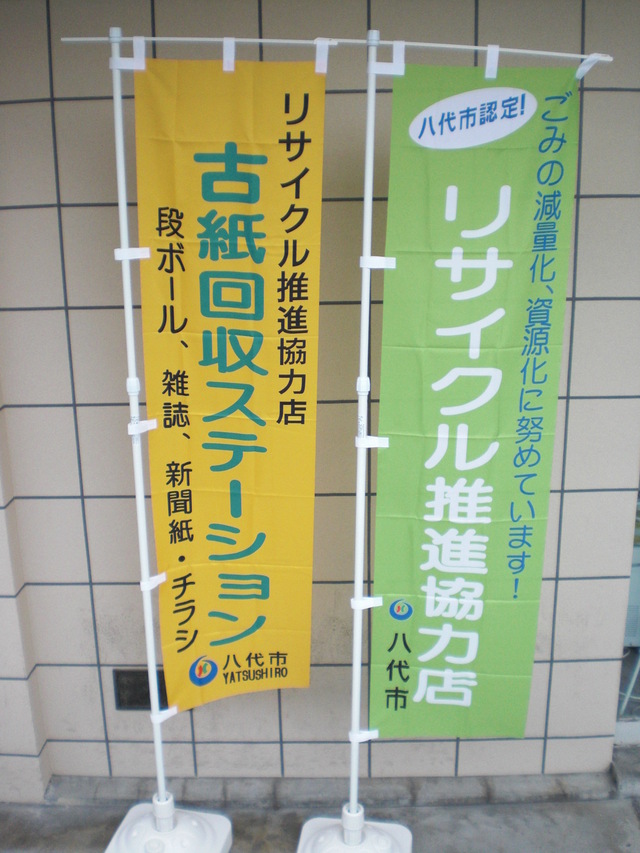 リサイクル推進協力店
古紙回収ステーション
段ボール、雑誌、新聞紙・チラシ
八代市
YATSUSHIRO
八代市認定!
ごみの減量化、資源化に努めています!
リサイクル推進協力店
八代市